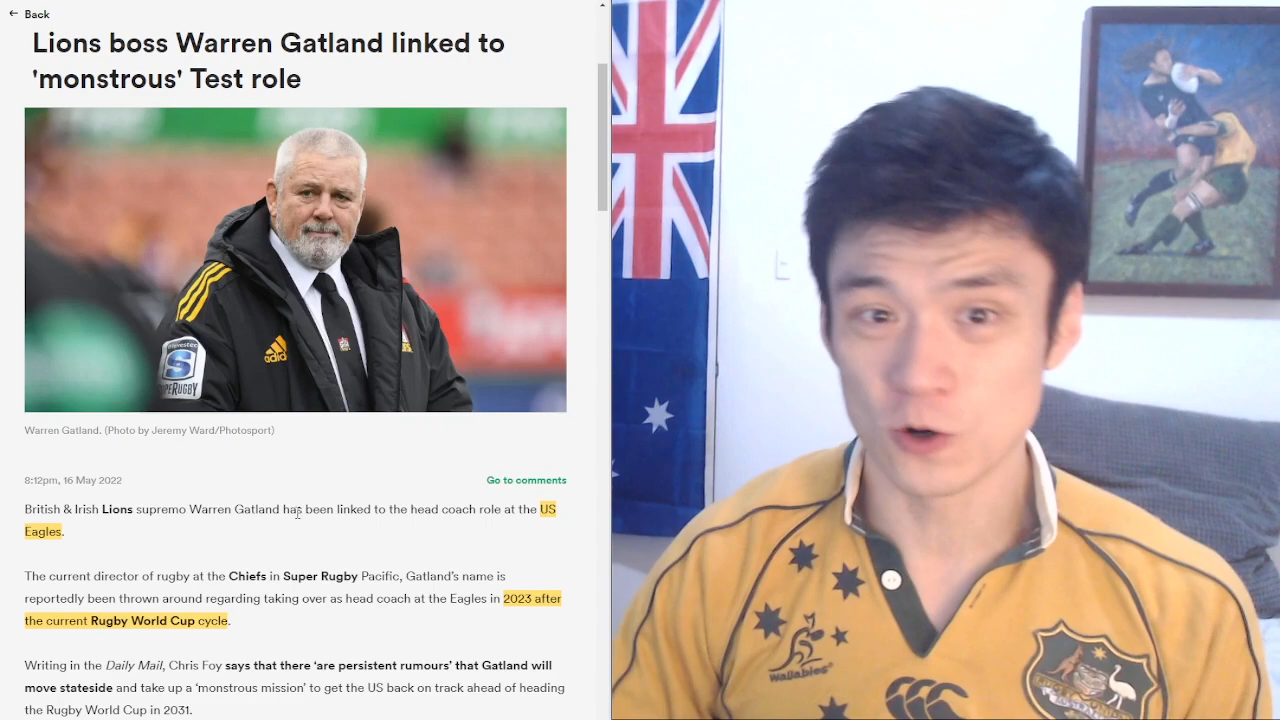 Back
Lions boss Warren Gatland linked to
'monstrous' Test role
S
SUPERRUGBY
adidas
Warren Gatland. (Photo by Jeremy Ward/Photosport)
8:12pm, 16 May 2022
Go to comments
British & Irish Lions supremo Warren Gatland has been linked to the head coach role at the US
Eagles.
The current director of rugby at the Chiefs in Super Rugby Pacific, Gatland's name is
reportedly been thrown around regarding taking over as head coach at the Eagles in 2023 after
the current Rugby World Cup cycle.
Writing in the Daily Mail, Chris Foy says that there 'are persistent rumours' that Gatland will
move stateside and take up a 'monstrous mission' to get the US back on track ahead of heading
the Rugby World Cup in 2031.
Wallabies